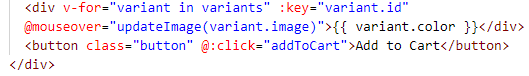 <div v-for="variant in variants" :key="variant.id"
@mouseover="updateImage(variant.image)">{{ variant.color }}</div>
<button class="button" @:click="addToCart">Add to Cart</button>
</div>